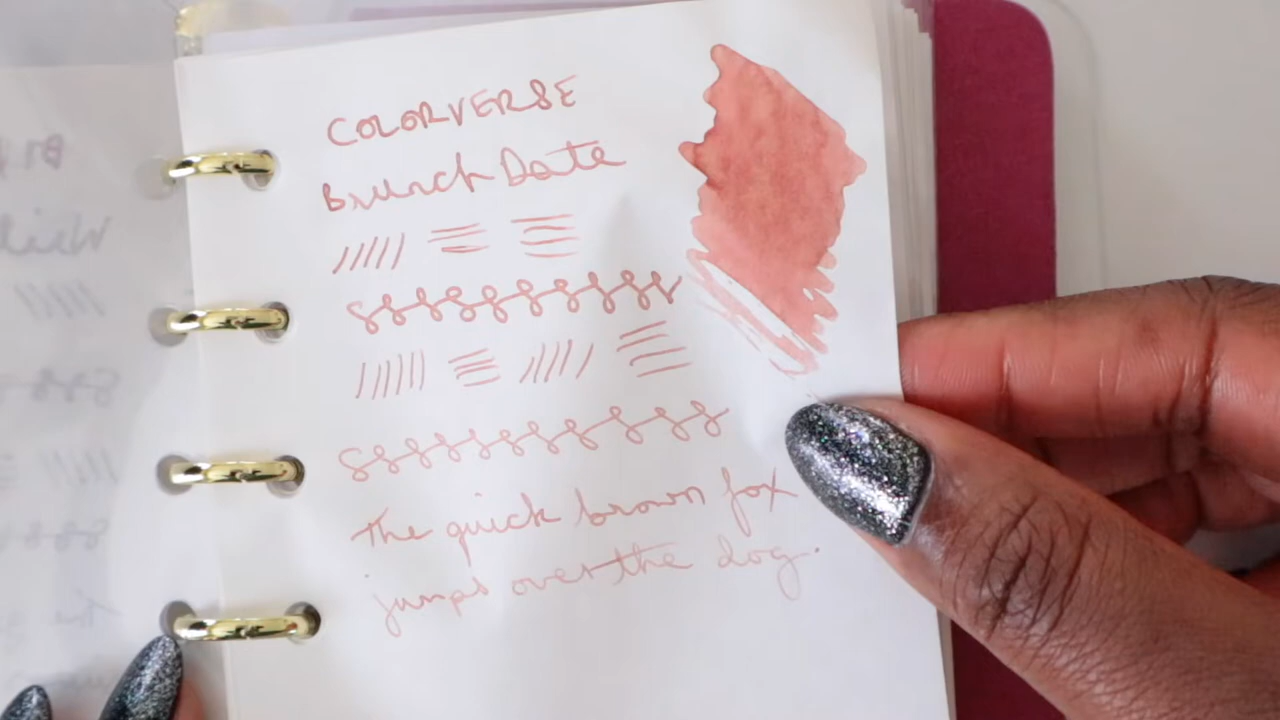 COLORVERSE
Brunch Date
The quick brown fox
jumps over the dog.